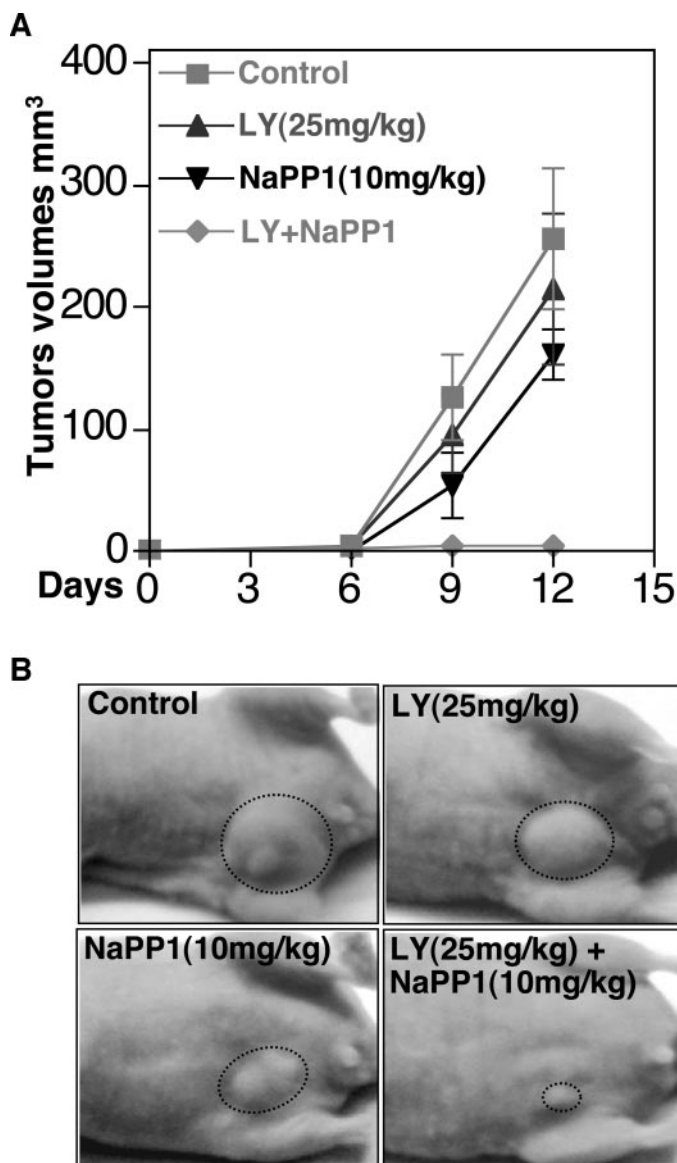 A
Tumors volumes mm³
400
300
200
100
0
Control
LY(25mg/kg)
NaPP1(10mg/kg)
LY+NaPP1
Days 0 3 6 9 12 15
B
Control
LY(25mg/kg)
NaPP1(10mg/kg)
LY(25mg/kg) +
NaPP1(10mg/kg)